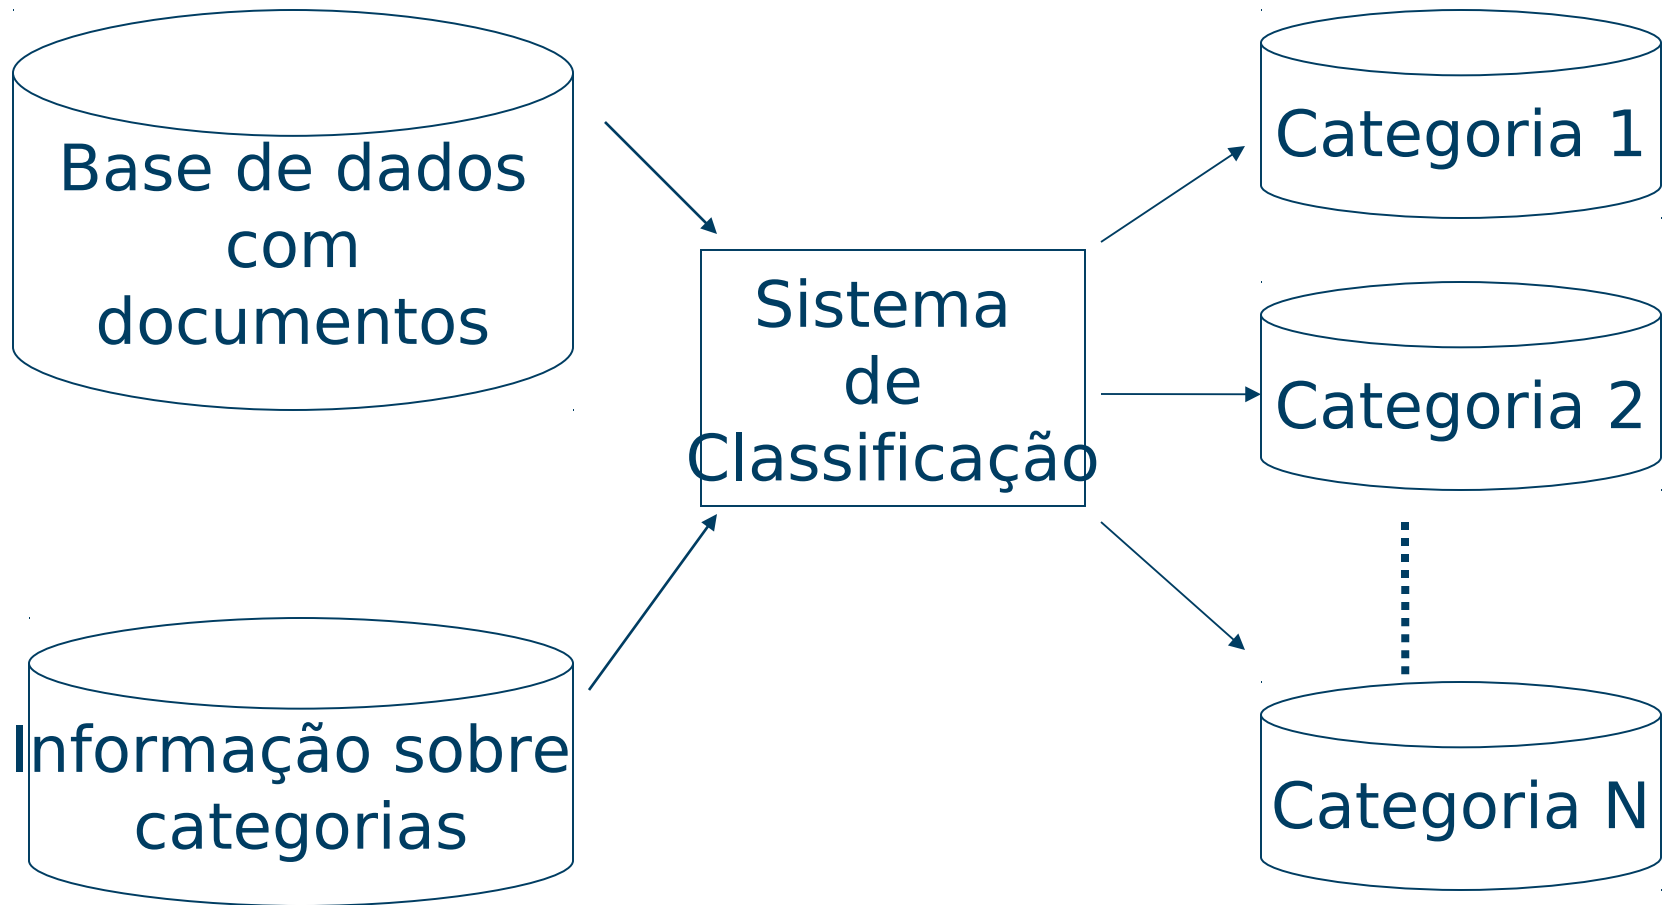 Base de dados
com
documentos
Informação sobre
categorias
Sistema
de
Classificação
Categoria 1
Categoria 2
Categoria N